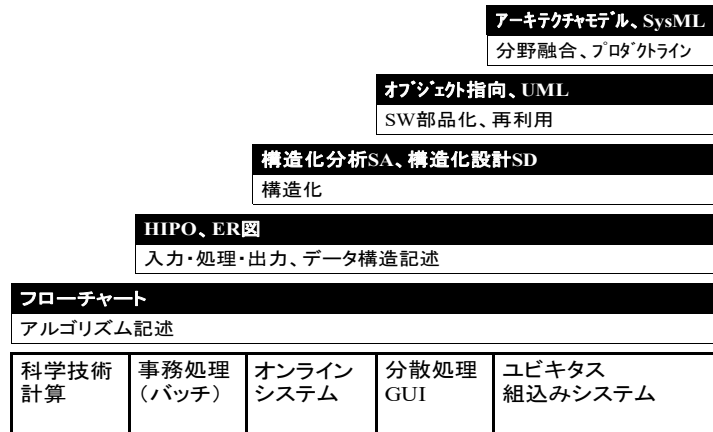 アーキテクチャモデル、SysML
分野融合、プロダクトライン
オブジェクト指向、UML
SW部品化、再利用
構造化分析SA、構造化設計SD
構造化
HIPO、ER図
入力・処理・出力、データ構造記述
フローチャート
アルゴリズム記述
科学技術
計算
事務処理
（バッチ）
オンライン
システム
分散処理
GUI
ユビキタス
組込みシステム